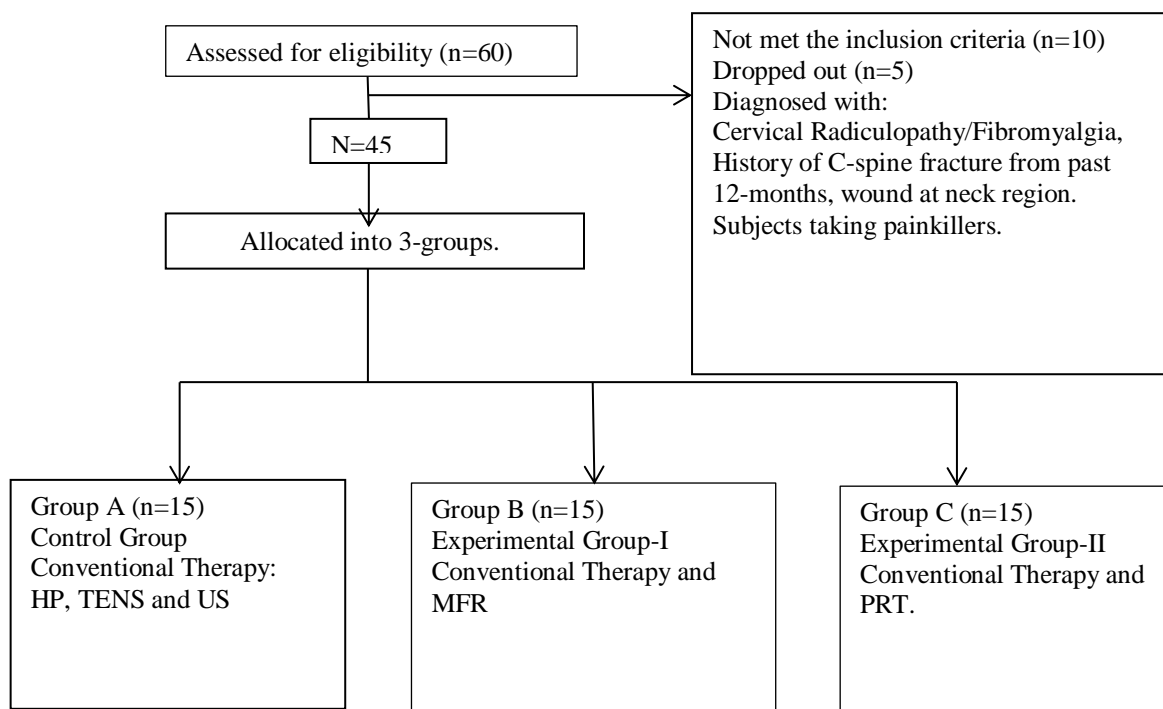 Assessed for eligibility (n=60)
Not met the inclusion criteria (n=10)
Dropped out (n=5)
Diagnosed with:
Cervical Radiculopathy/Fibromyalgia,
History of C-spine fracture from past
12-months, wound at neck region.
Subjects taking painkillers.
N=45
Allocated into 3-groups.
Group A (n=15)
Control Group
Conventional Therapy:
HP, TENS and US
Group B (n=15)
Experimental Group-I
Conventional Therapy and
MFR
Group C (n=15)
Experimental Group-II
Conventional Therapy and
PRT.